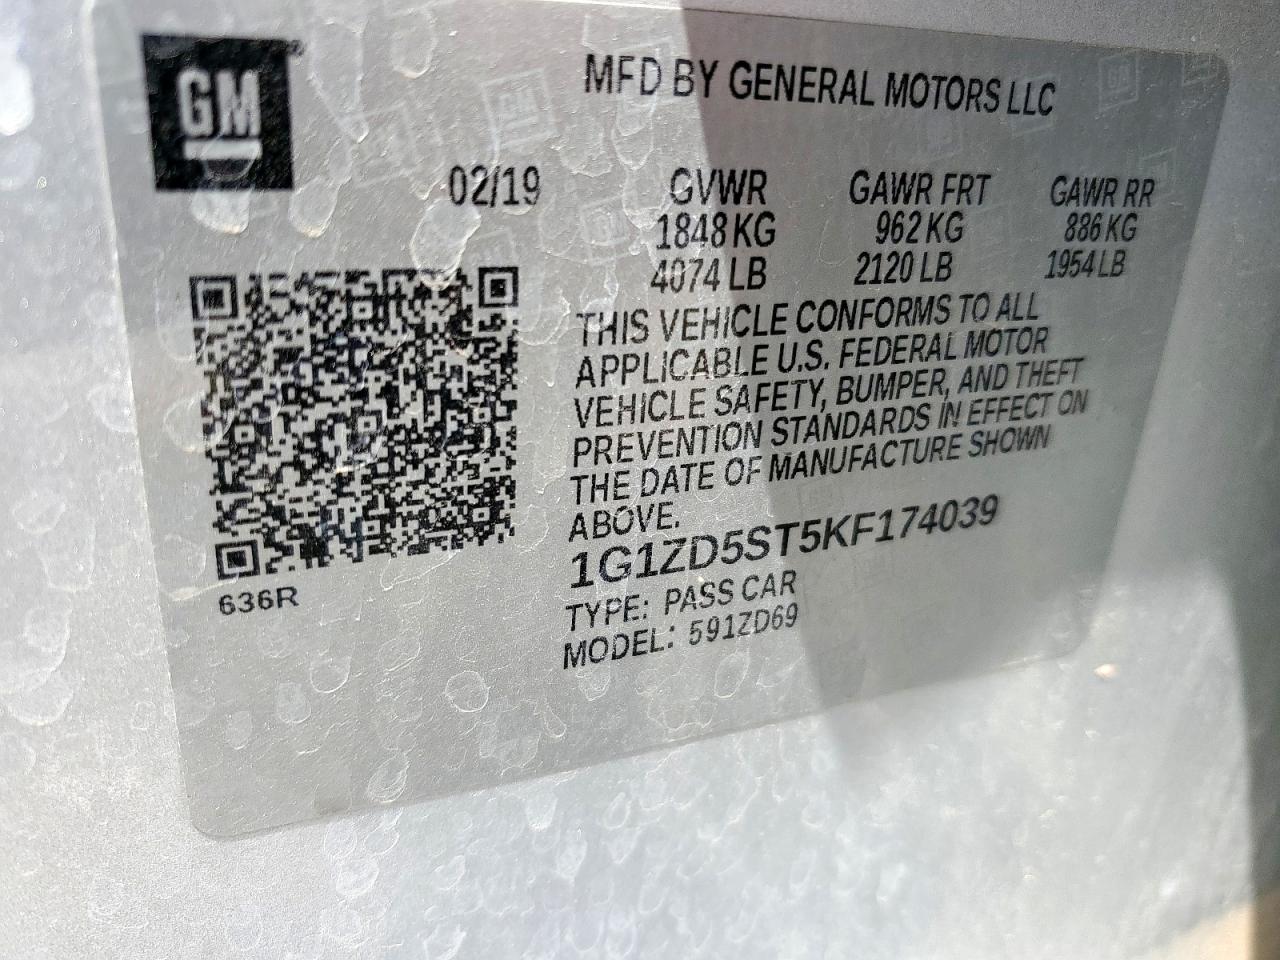 GM
MFD BY GENERAL MOTORS LLC
02/19
GVWR GAWR FRT GAWR RR
1848 KG 962 KG 886 KG
4074 LB 2120 LB 1954 LB
THIS VEHICLE CONFORMS TO ALL
APPLICABLE U.S. FEDERAL MOTOR
VEHICLE SAFETY, BUMPER, AND THEFT
PREVENTION STANDARDS IN EFFECT ON
THE DATE OF MANUFACTURE SHOWN
ABOVE.
1G1ZD5ST5KF174039
TYPE: PASS CAR
MODEL: 591ZD69
636R